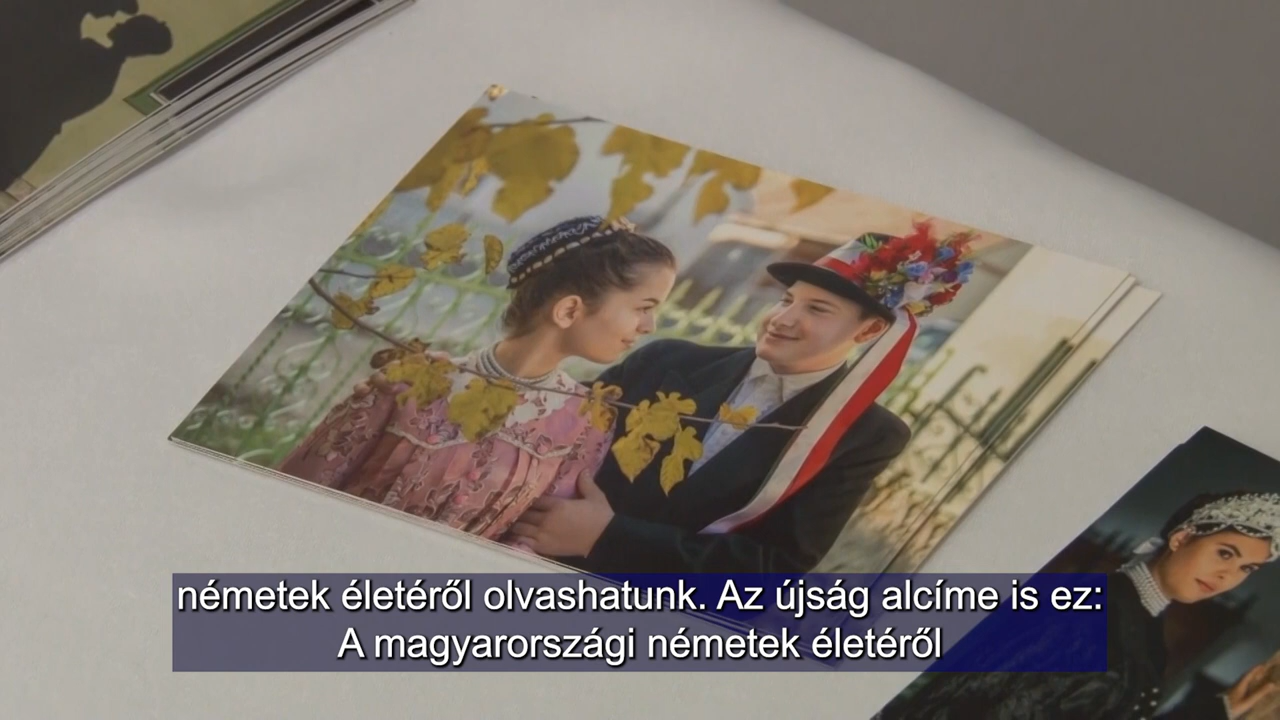 németek életéről olvashatunk. Az újság alcíme is ez:
A magyarországi németek életéről